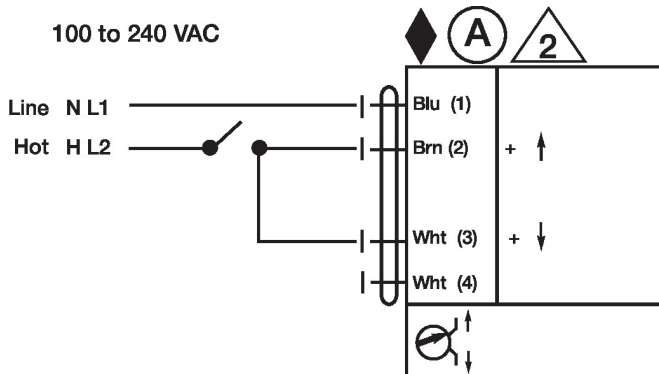 100 to 240 VAC
A
2
Line N L1
Blu (1)
Hot H L2
Brn (2) +
Wht (3) +
Wht (4)